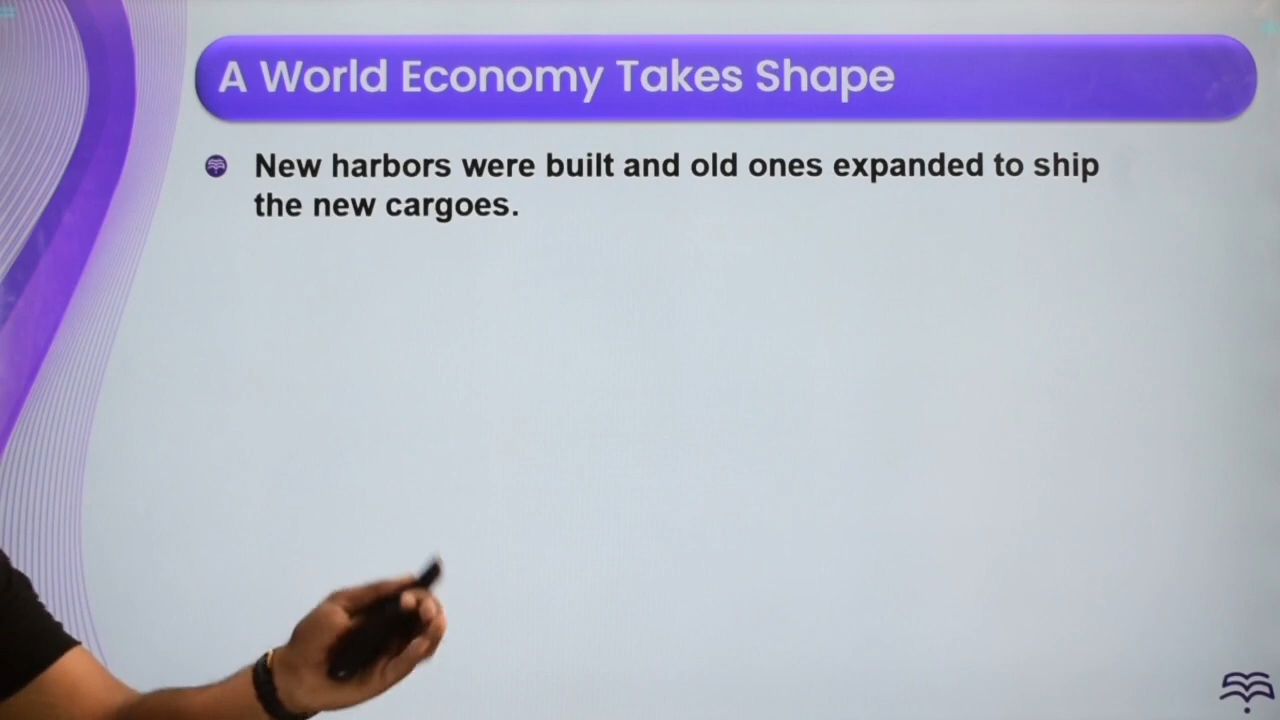 A World Economy Takes Shape
New harbors were built and old ones expanded to ship
the new cargoes.